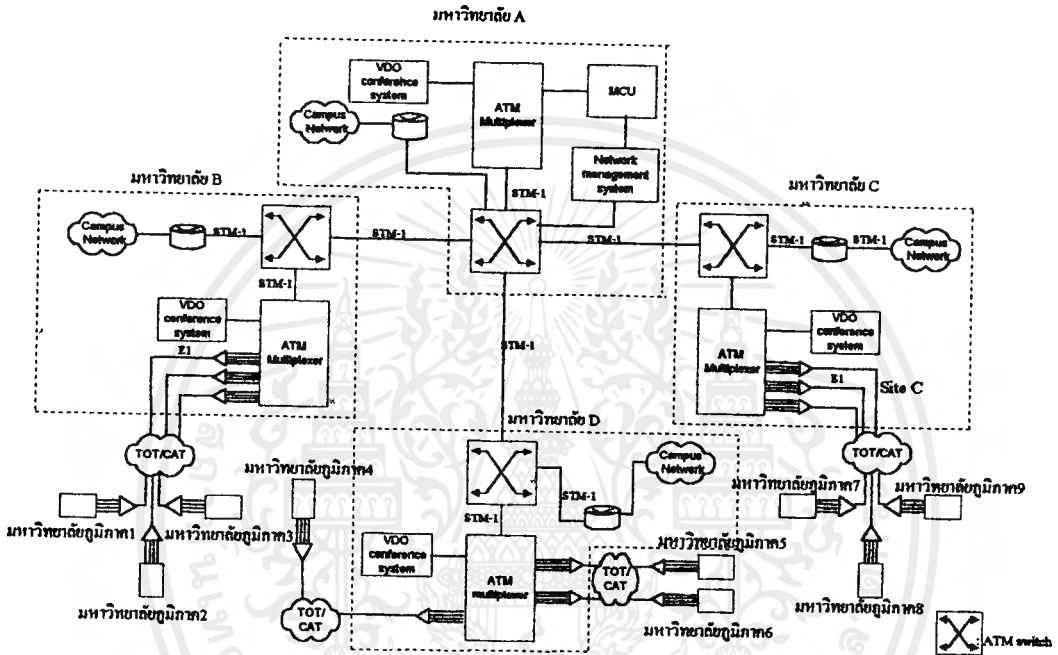 มหาวิทยาลัย A
VDO
conference
system
ATM
Multiplexer
MCU
Campus
Network
Network
management
system
STM-1
มหาวิทยาลัย B
Campus
Network
STM-1
STM-1
STM-1
VDO
conference
system
ATM
Multiplexer
E1
TOT/CAT
มหาวิทยาลัยภูมิภาค1
มหาวิทยาลัยภูมิภาค2
มหาวิทยาลัยภูมิภาค3
มหาวิทยาลัย C
STM-1
STM-1
STM-1
Campus
Network
ATM
Multiplexer
VDO
conference
system
E1
Site C
TOT/CAT
มหาวิทยาลัยภูมิภาค7
มหาวิทยาลัยภูมิภาค8
มหาวิทยาลัยภูมิภาค9
STM-1
มหาวิทยาลัย D
STM-1
Campus
Network
STM-1
VDO
conference
system
ATM
multiplexer
มหาวิทยาลัยภูมิภาค4
TOT/
CAT
มหาวิทยาลัยภูมิภาค5
TOT/
CAT
มหาวิทยาลัยภูมิภาค6
ATM switch